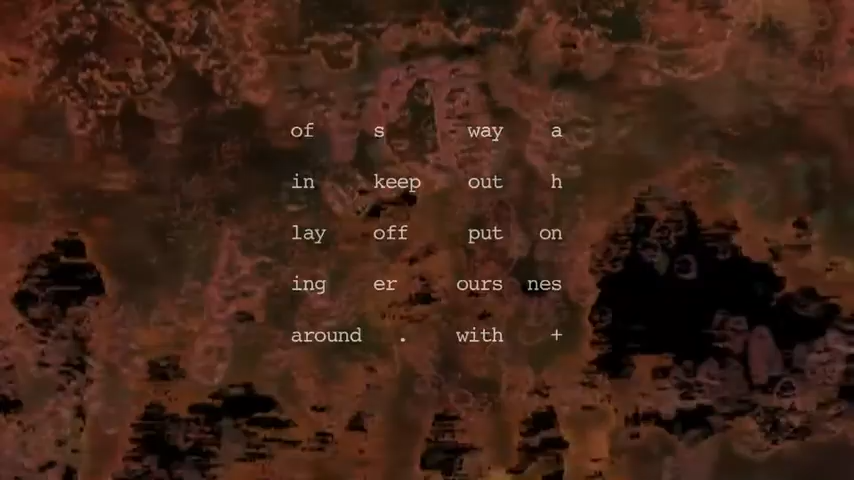 of s way a
in keep out h
lay off put on
ing er ours nes
around . with +